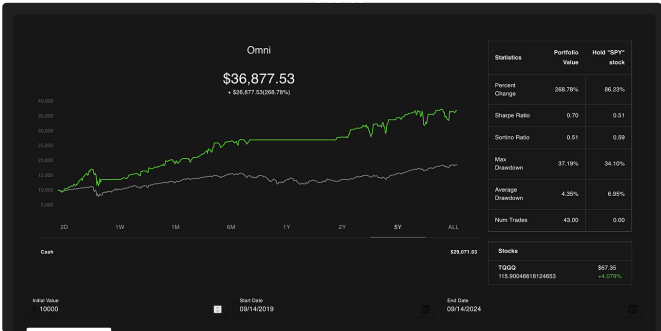 Omni
$36,877.53
+ $26,877.53(268.78%)
40,000
35,000
30,000
25,000
20,000
15,000
10,000
5,000
2D 1W 1M 6M 1Y 2Y 5Y ALL
Cash $29,071.53
Statistics Portfolio Value Hold "SPY" stock
Percent Change 268.78% 86.23%
Sharpe Ratio 0.70 0.51
Sortino Ratio 0.51 0.59
Max Drawdown 37.19% 34.10%
Average Drawdown 4.35% 6.95%
Num Trades 43.00 0.00
Stocks
TQQQ $67.35
115.90046618124653 +4.079%
Initial Value
10000
Start Date
09/14/2019
End Date
09/14/2024